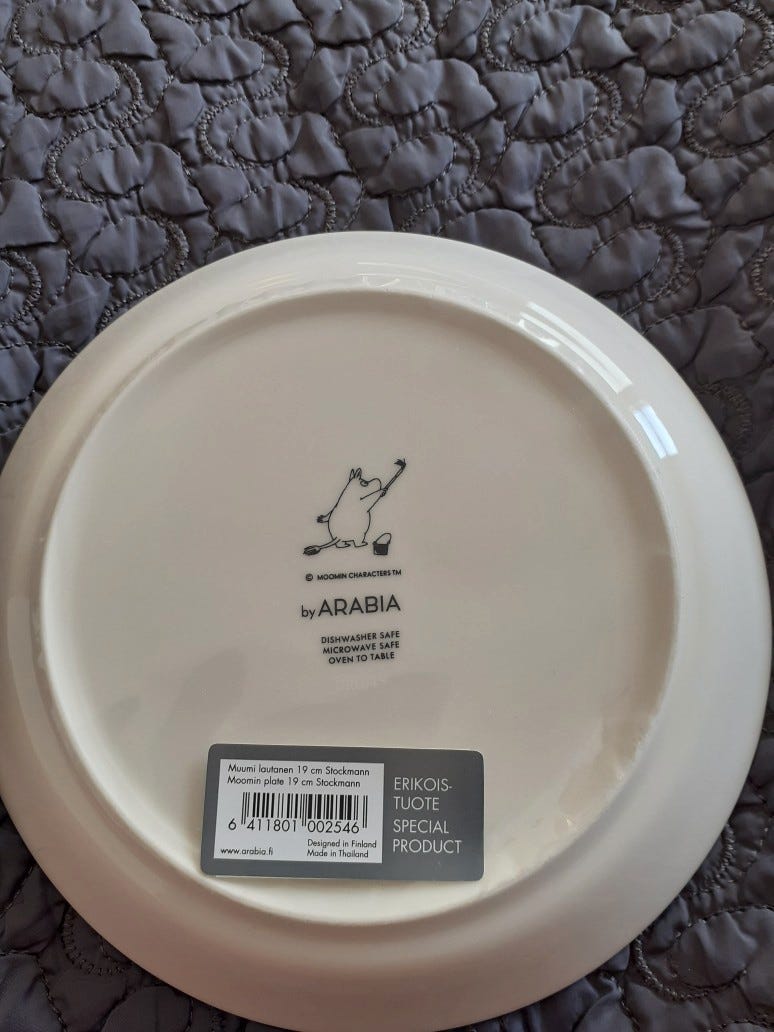 © MOOMIN CHARACTERS TM
by ARABIA
DISHWASHER SAFE
MICROWAVE SAFE
OVEN TO TABLE
Muumi lautanen 19 cm Stockmann
Moomin plate 19 cm Stockmann
6 411801 002546
www.arabia.fi
Designed in Finland
Made in Thailand
ERIKOIS-
TUOTE
SPECIAL
PRODUCT